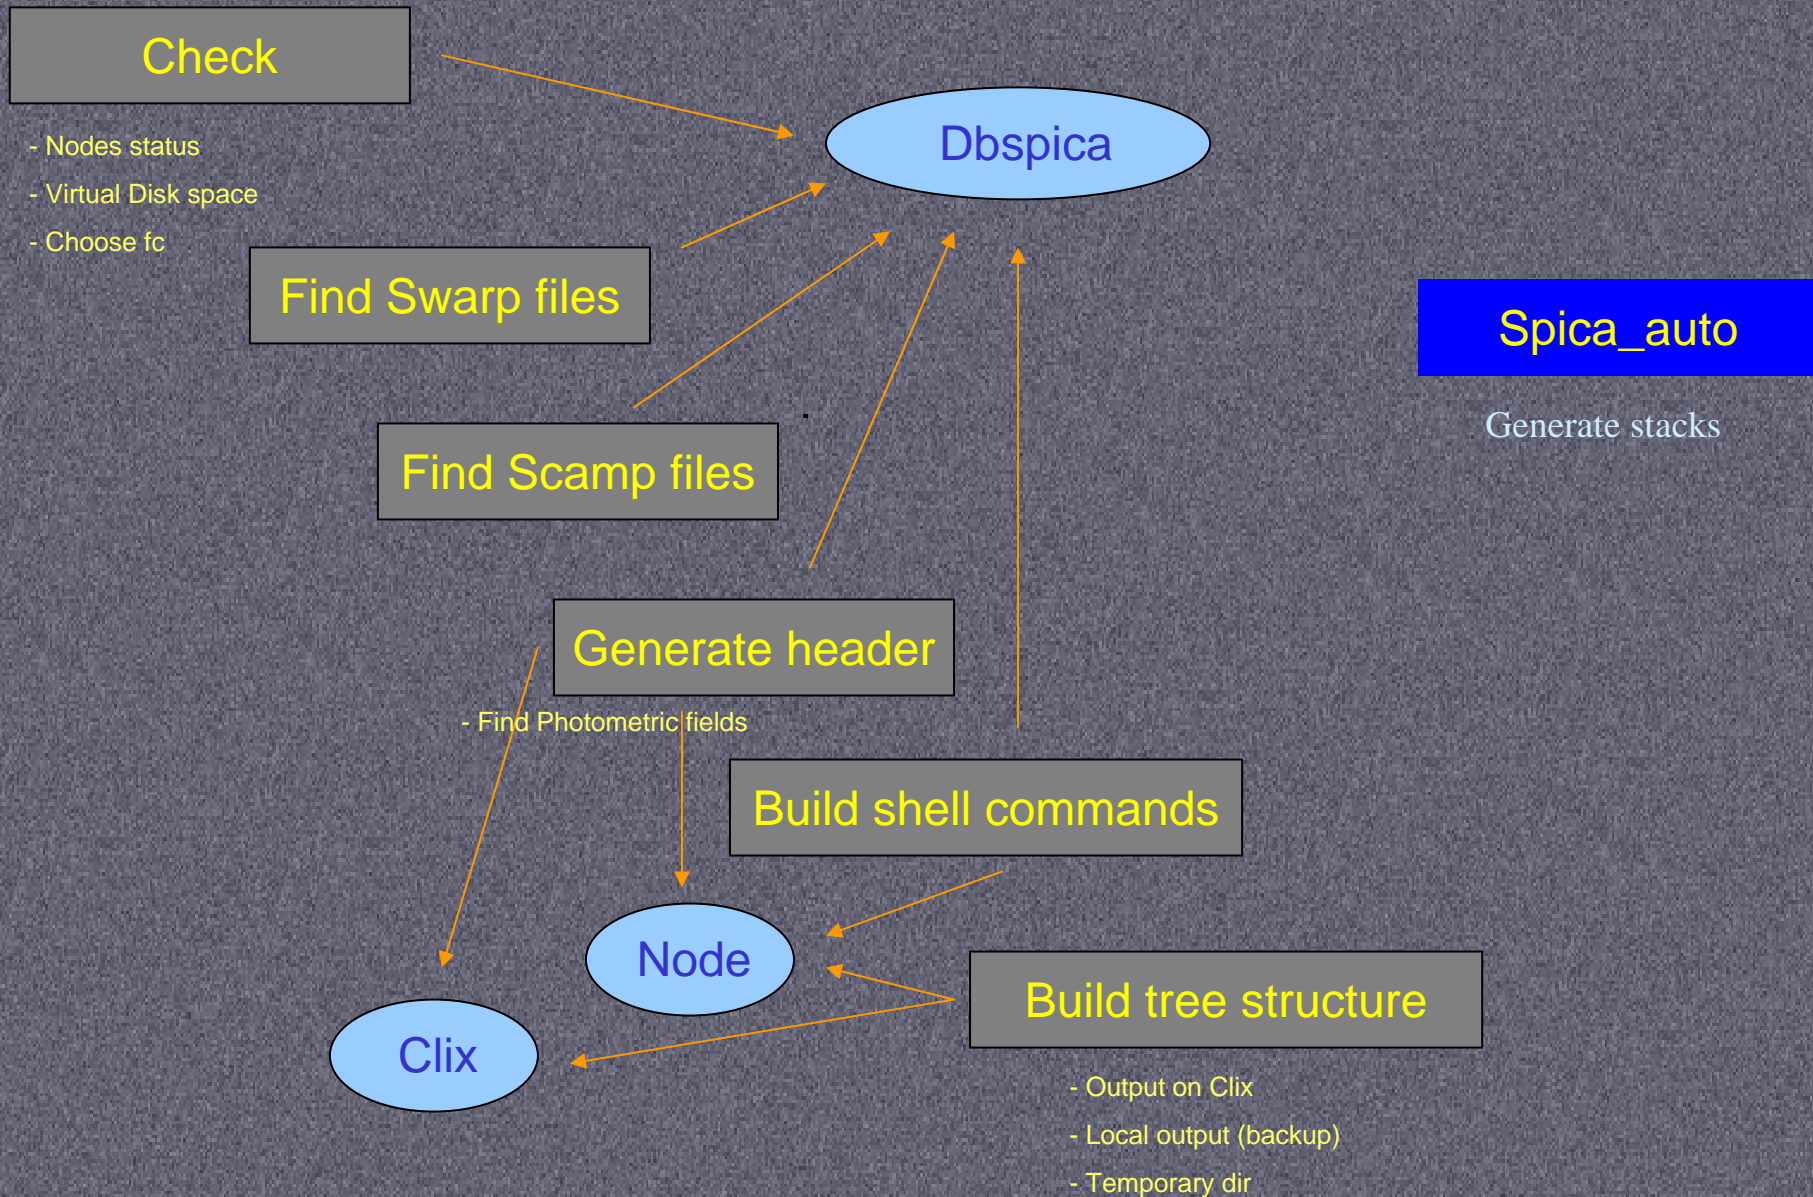 Check
- Nodes status
- Virtual Disk space
- Choose fc
Dbspica
Find Swarp files
Spica_auto
Generate stacks
Find Scamp files
Generate header
- Find Photometric fields
Build shell commands
Node
Build tree structure
Clix
- Output on Clix
- Local output (backup)
- Temporary dir